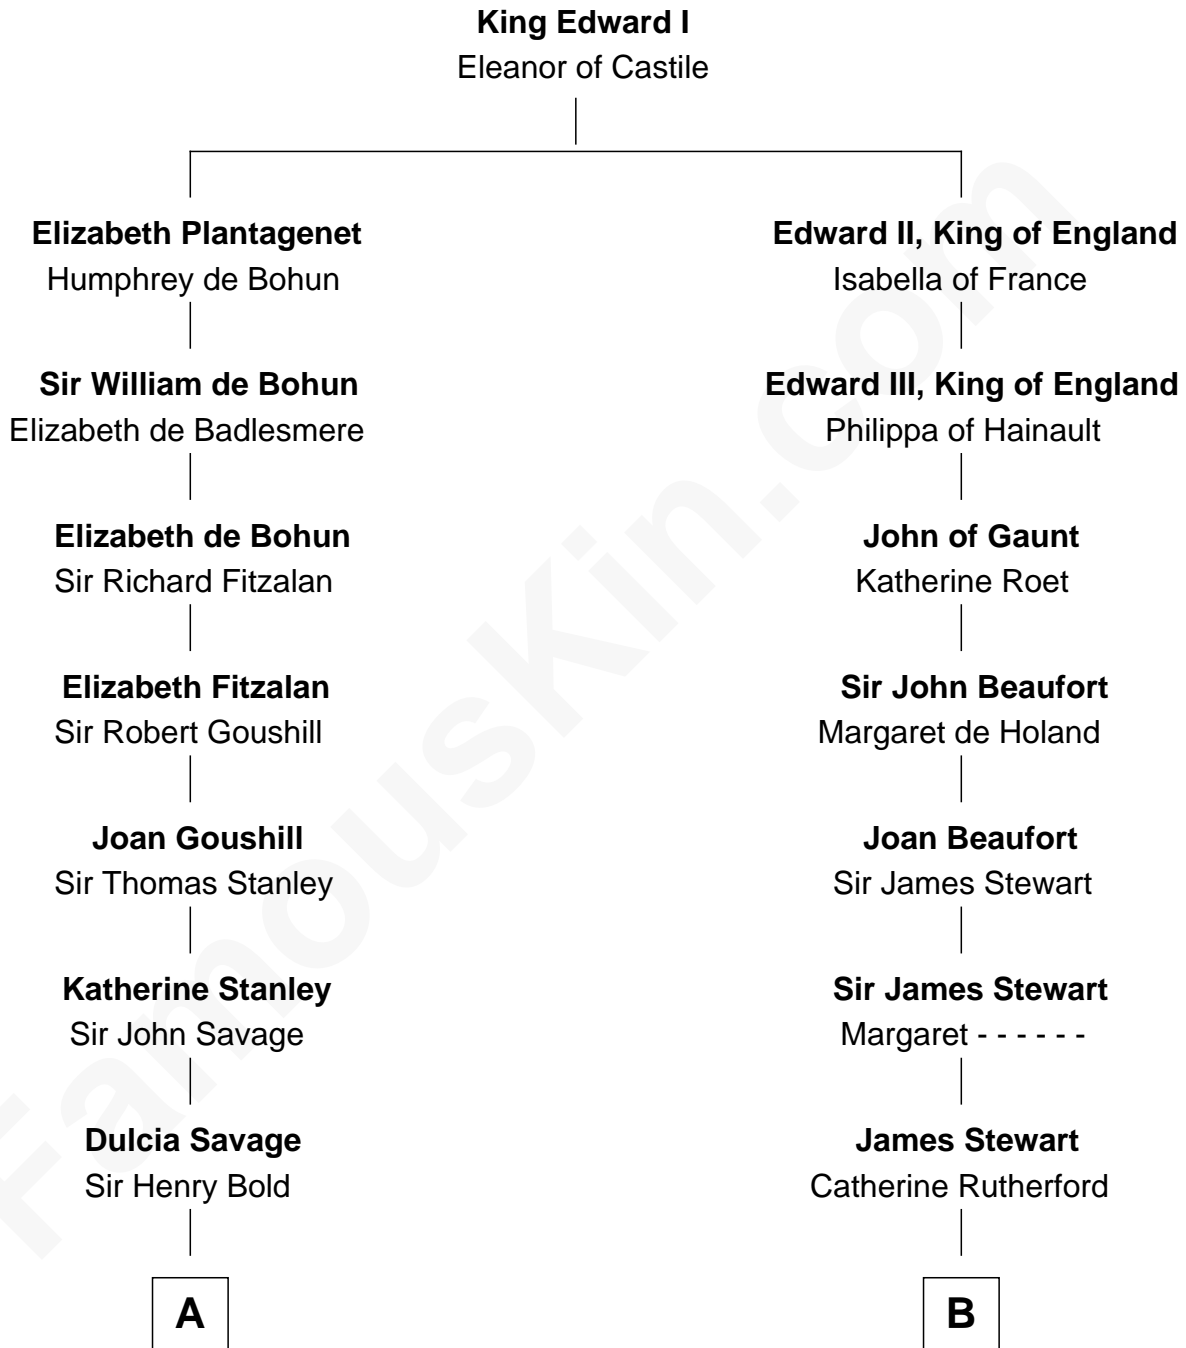 King Edward I
Eleanor of Castile
Elizabeth Plantagenet
Humphrey de Bohun
Edward II, King of England
Isabella of France
Sir William de Bohun
Elizabeth de Badlesmere
Edward III, King of England
Philippa of Hainault
Elizabeth de Bohun
Sir Richard Fitzalan
John of Gaunt
Katherine Roet
Elizabeth Fitzalan
Sir Robert Goushill
Sir John Beaufort
Margaret de Holand
Joan Goushill
Sir Thomas Stanley
Joan Beaufort
Sir James Stewart
Katherine Stanley
Sir John Savage
Sir James Stewart
Margaret - - - - - -
Dulcia Savage
Sir Henry Bold
James Stewart
Catherine Rutherford
A
B
FamousKin.com